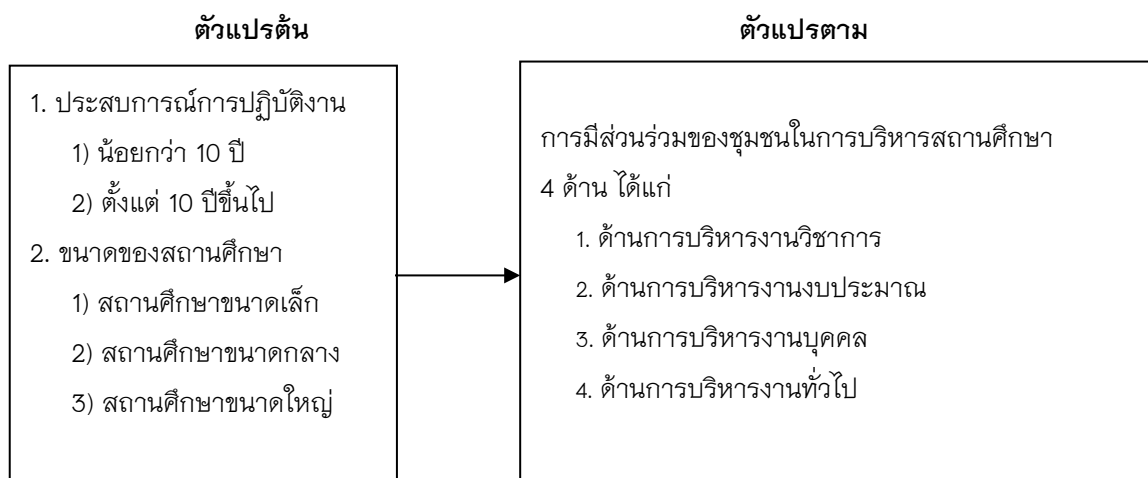 ตัวแปรต้น
ตัวแปรตาม
1. ประสบการณ์การปฏิบัติงาน
1) น้อยกว่า 10 ปี
2) ตั้งแต่ 10 ปีขึ้นไป
2. ขนาดของสถานศึกษา
1) สถานศึกษาขนาดเล็ก
2) สถานศึกษาขนาดกลาง
3) สถานศึกษาขนาดใหญ่
การมีส่วนร่วมของชุมชนในการบริหารสถานศึกษา
4 ด้าน ได้แก่
1. ด้านการบริหารงานวิชาการ
2. ด้านการบริหารงานงบประมาณ
3. ด้านการบริหารงานบุคคล
4. ด้านการบริหารงานทั่วไป